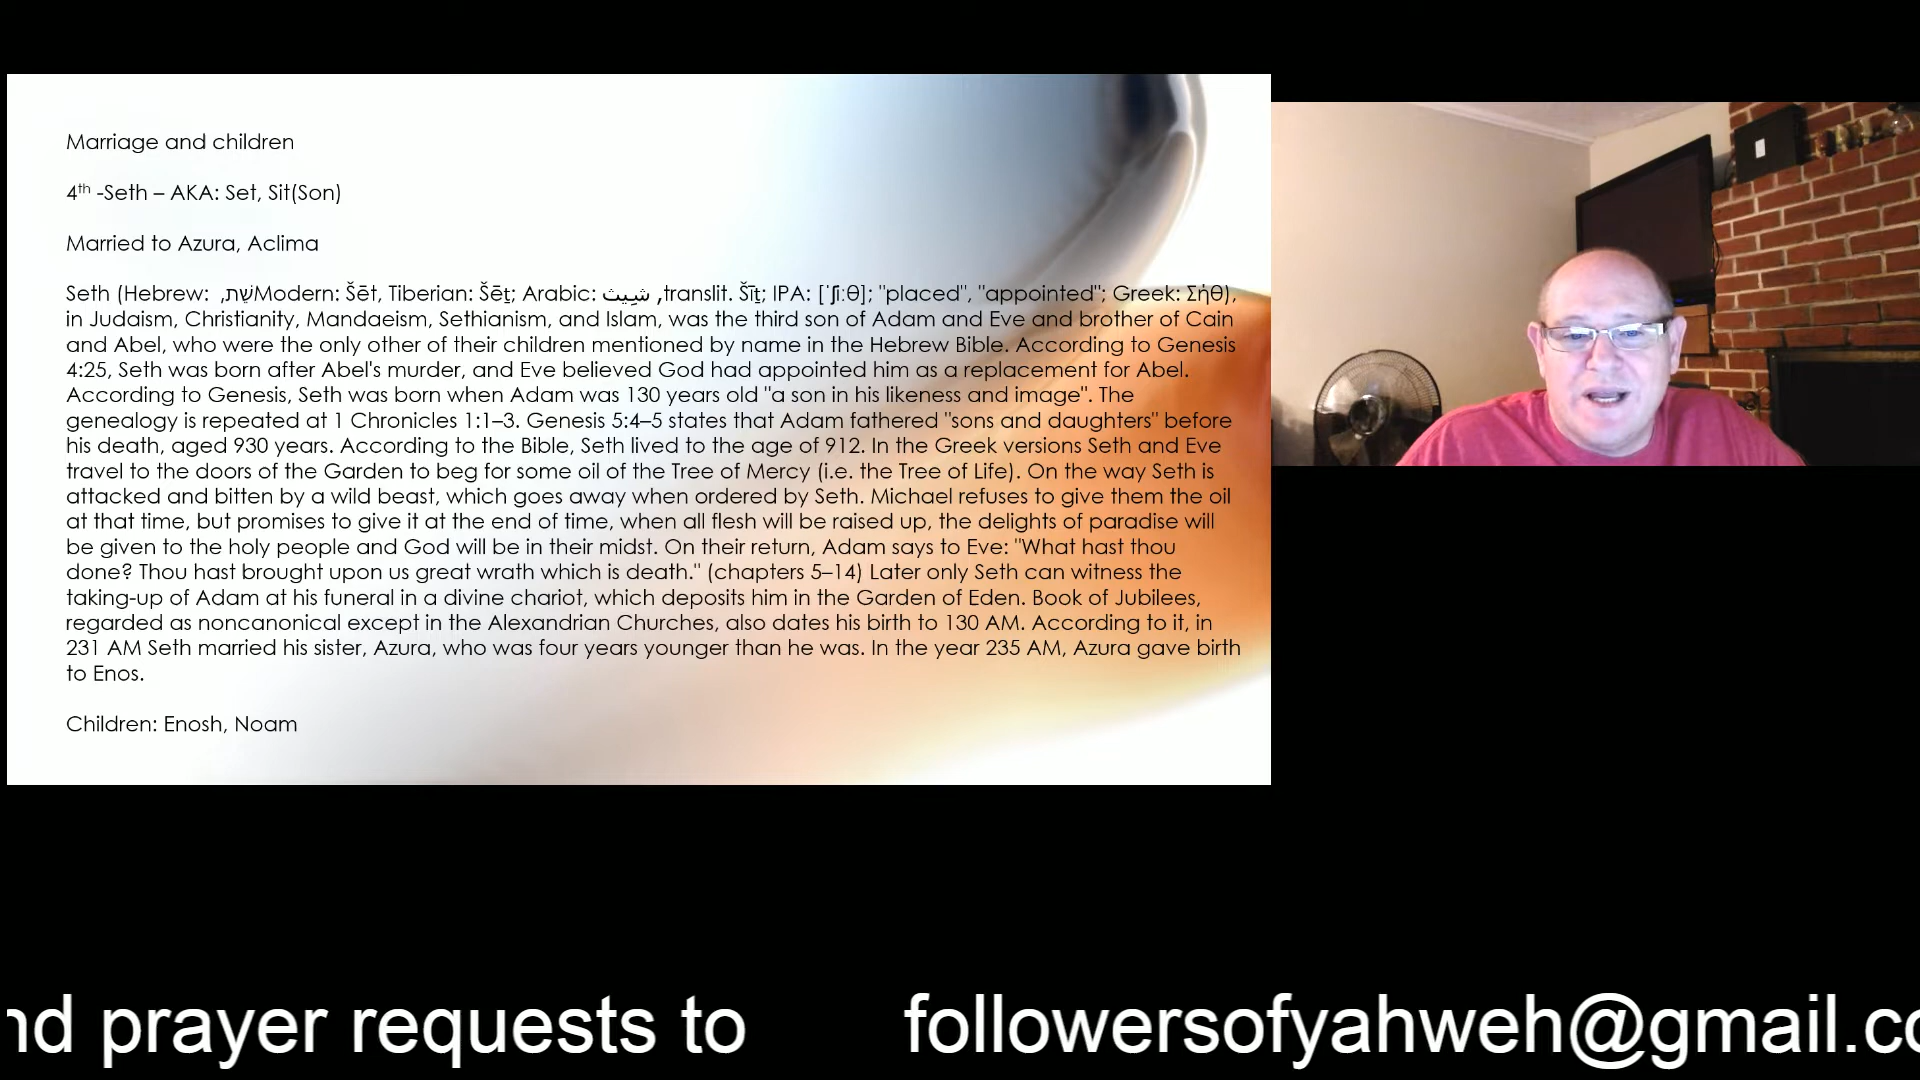 Marriage and children
4th -Seth – AKA: Set, Sit(Son)
Married to Azura, Aclima
Seth (Hebrew: שֵׁת, Modern: Šēt, Tiberian: Šēṯ; Arabic: شِيث, translit. Šīṯ; IPA: [ˈʃiːθ]; "placed", "appointed"; Greek: Σήθ),
in Judaism, Christianity, Mandaeism, Sethianism, and Islam, was the third son of Adam and Eve and brother of Cain
and Abel, who were the only other of their children mentioned by name in the Hebrew Bible. According to Genesis
4:25, Seth was born after Abel's murder, and Eve believed God had appointed him as a replacement for Abel.
According to Genesis, Seth was born when Adam was 130 years old "a son in his likeness and image". The
genealogy is repeated at 1 Chronicles 1:1–3. Genesis 5:4–5 states that Adam fathered "sons and daughters" before
his death, aged 930 years. According to the Bible, Seth lived to the age of 912. In the Greek versions Seth and Eve
travel to the doors of the Garden to beg for some oil of the Tree of Mercy (i.e. the Tree of Life). On the way Seth is
attacked and bitten by a wild beast, which goes away when ordered by Seth. Michael refuses to give them the oil
at that time, but promises to give it at the end of time, when all flesh will be raised up, the delights of paradise will
be given to the holy people and God will be in their midst. On their return, Adam says to Eve: "What hast thou
done? Thou hast brought upon us great wrath which is death." (chapters 5–14) Later only Seth can witness the
taking-up of Adam at his funeral in a divine chariot, which deposits him in the Garden of Eden. Book of Jubilees,
regarded as noncanonical except in the Alexandrian Churches, also dates his birth to 130 AM. According to it, in
231 AM Seth married his sister, Azura, who was four years younger than he was. In the year 235 AM, Azura gave birth
to Enos.
Children: Enosh, Noam
nd prayer requests to followersofyahweh@gmail.co